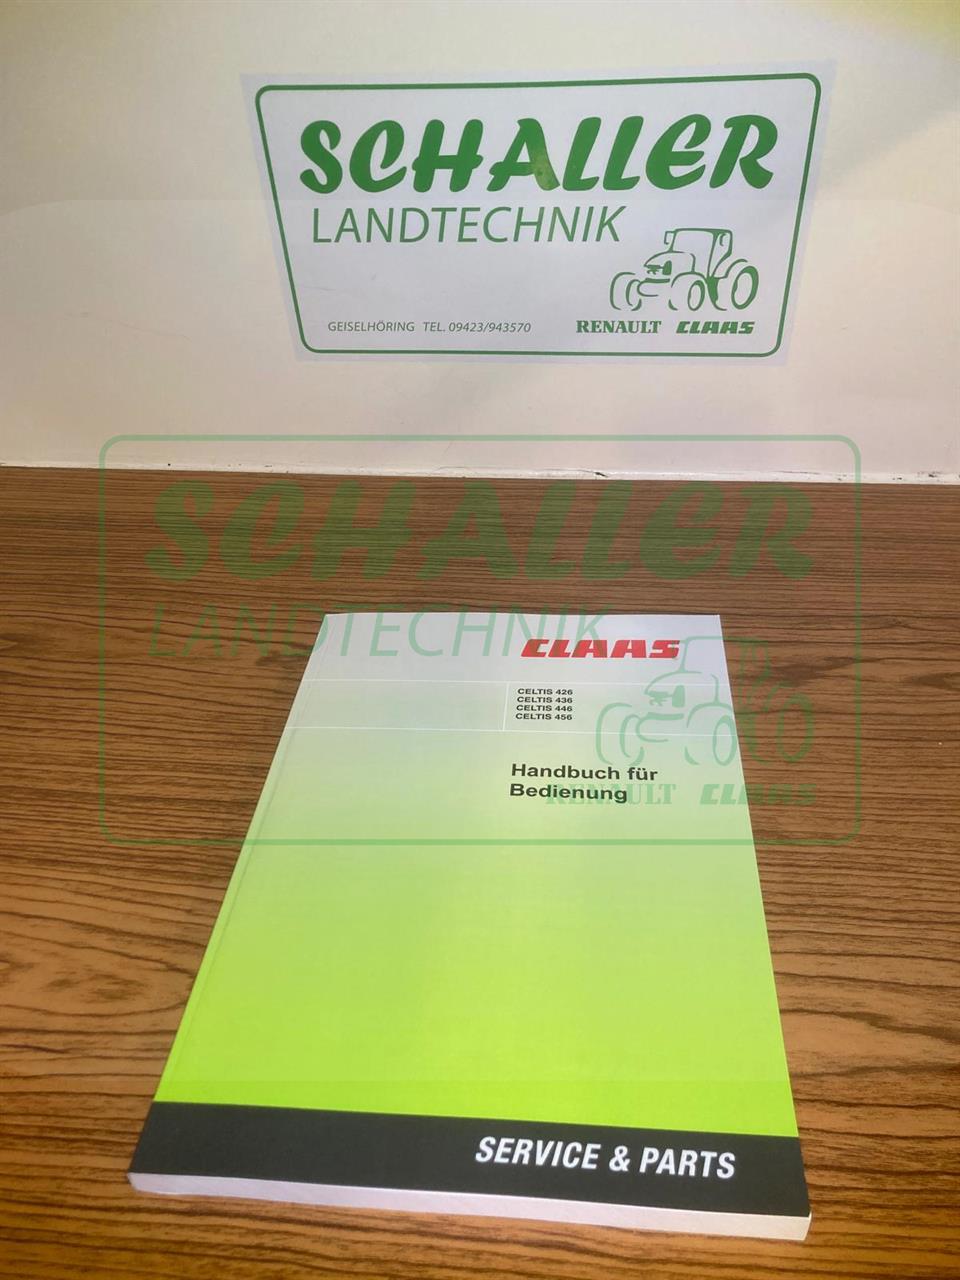 SCHALLER
LANDTECHNIK
GEISELHÖRING TEL. 09423/943570
RENAULT CLAAS
SCHALLER
LANDTECHNIK
RENAULT CLAAS
CLAAS
CELTIS 426
CELTIS 436
CELTIS 446
CELTIS 456
Handbuch für
Bedienung
SERVICE & PARTS